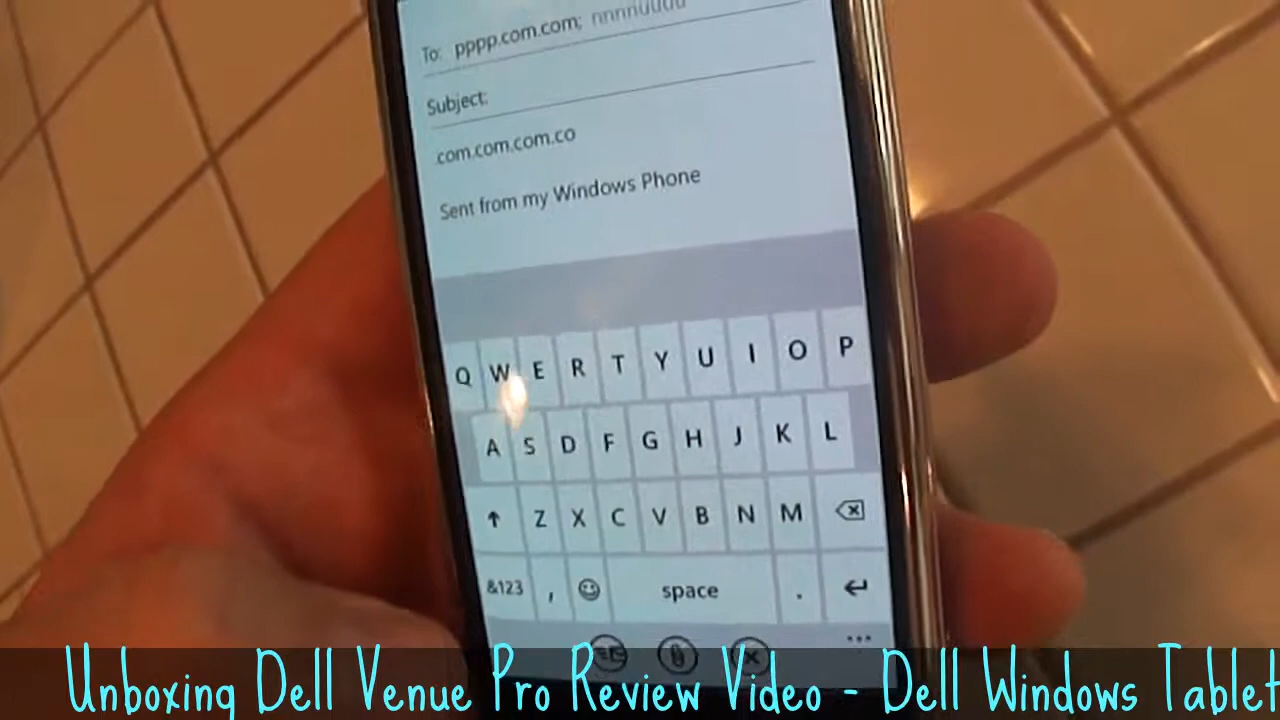 To: pppp.com.com; nnnnuuuu
Subject:
.com.com.com.co
Sent from my Windows Phone
Q W E R T Y U I O P
A S D F G H J K L
Z X C V B N M
&123 , space .
Unboxing Dell Venue Pro Review Video - Dell Windows Tablet